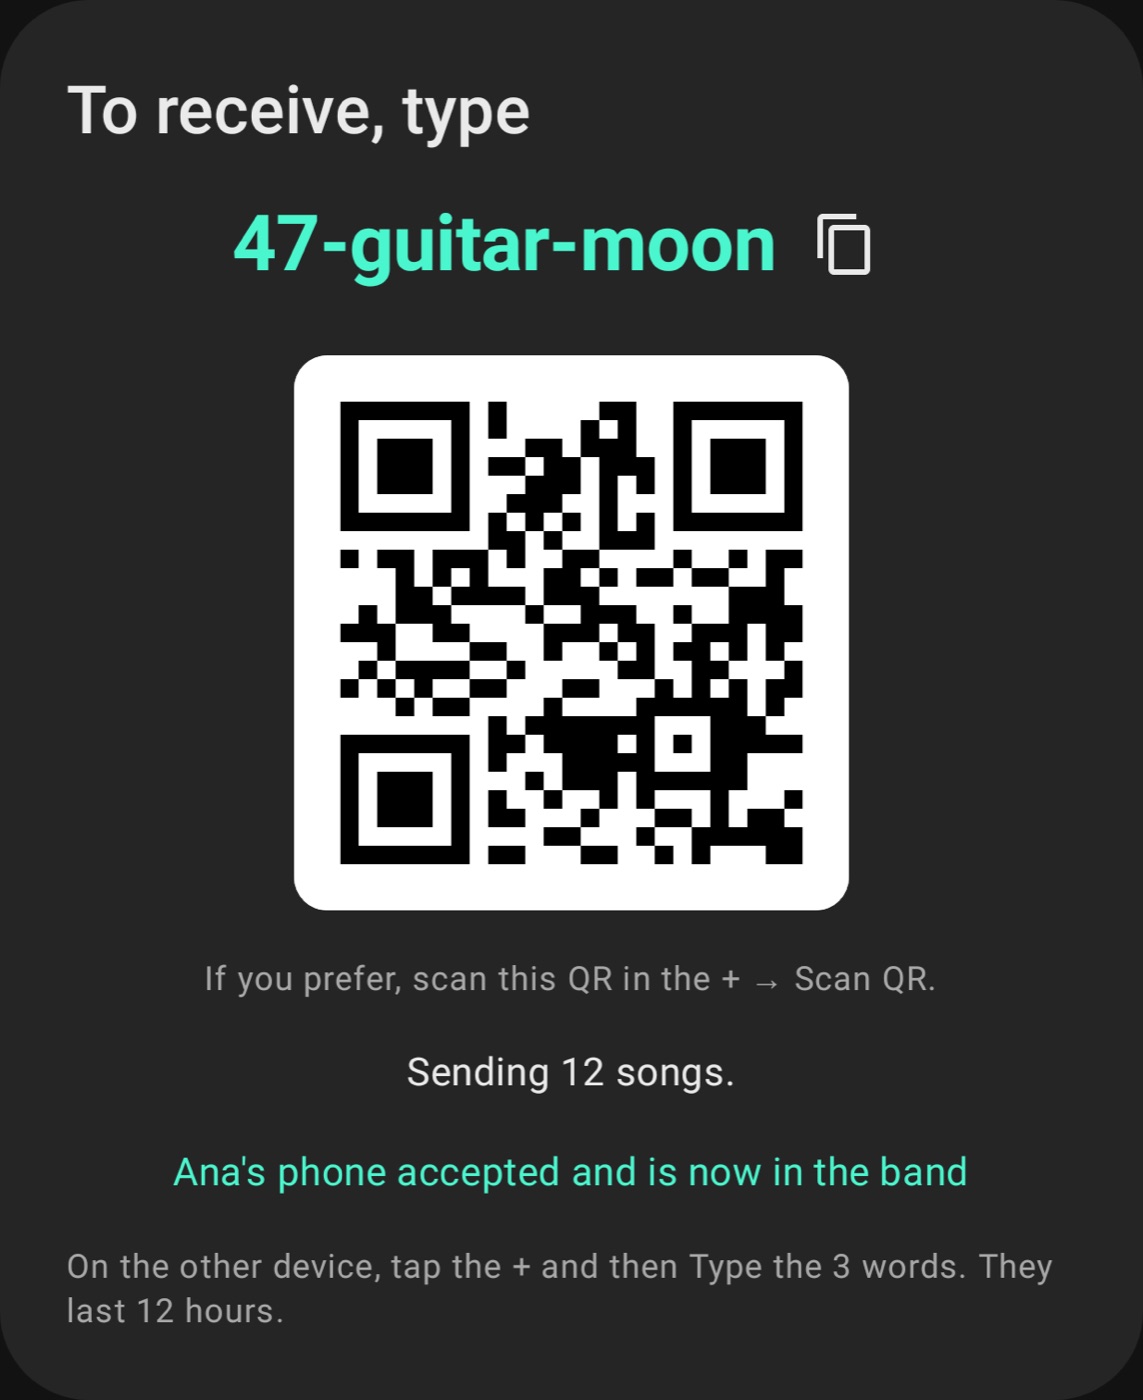 To receive, type
47-guitar-moon
If you prefer, scan this QR in the + → Scan QR.
Sending 12 songs.
Ana's phone accepted and is now in the band
On the other device, tap the + and then Type the 3 words. They
last 12 hours.